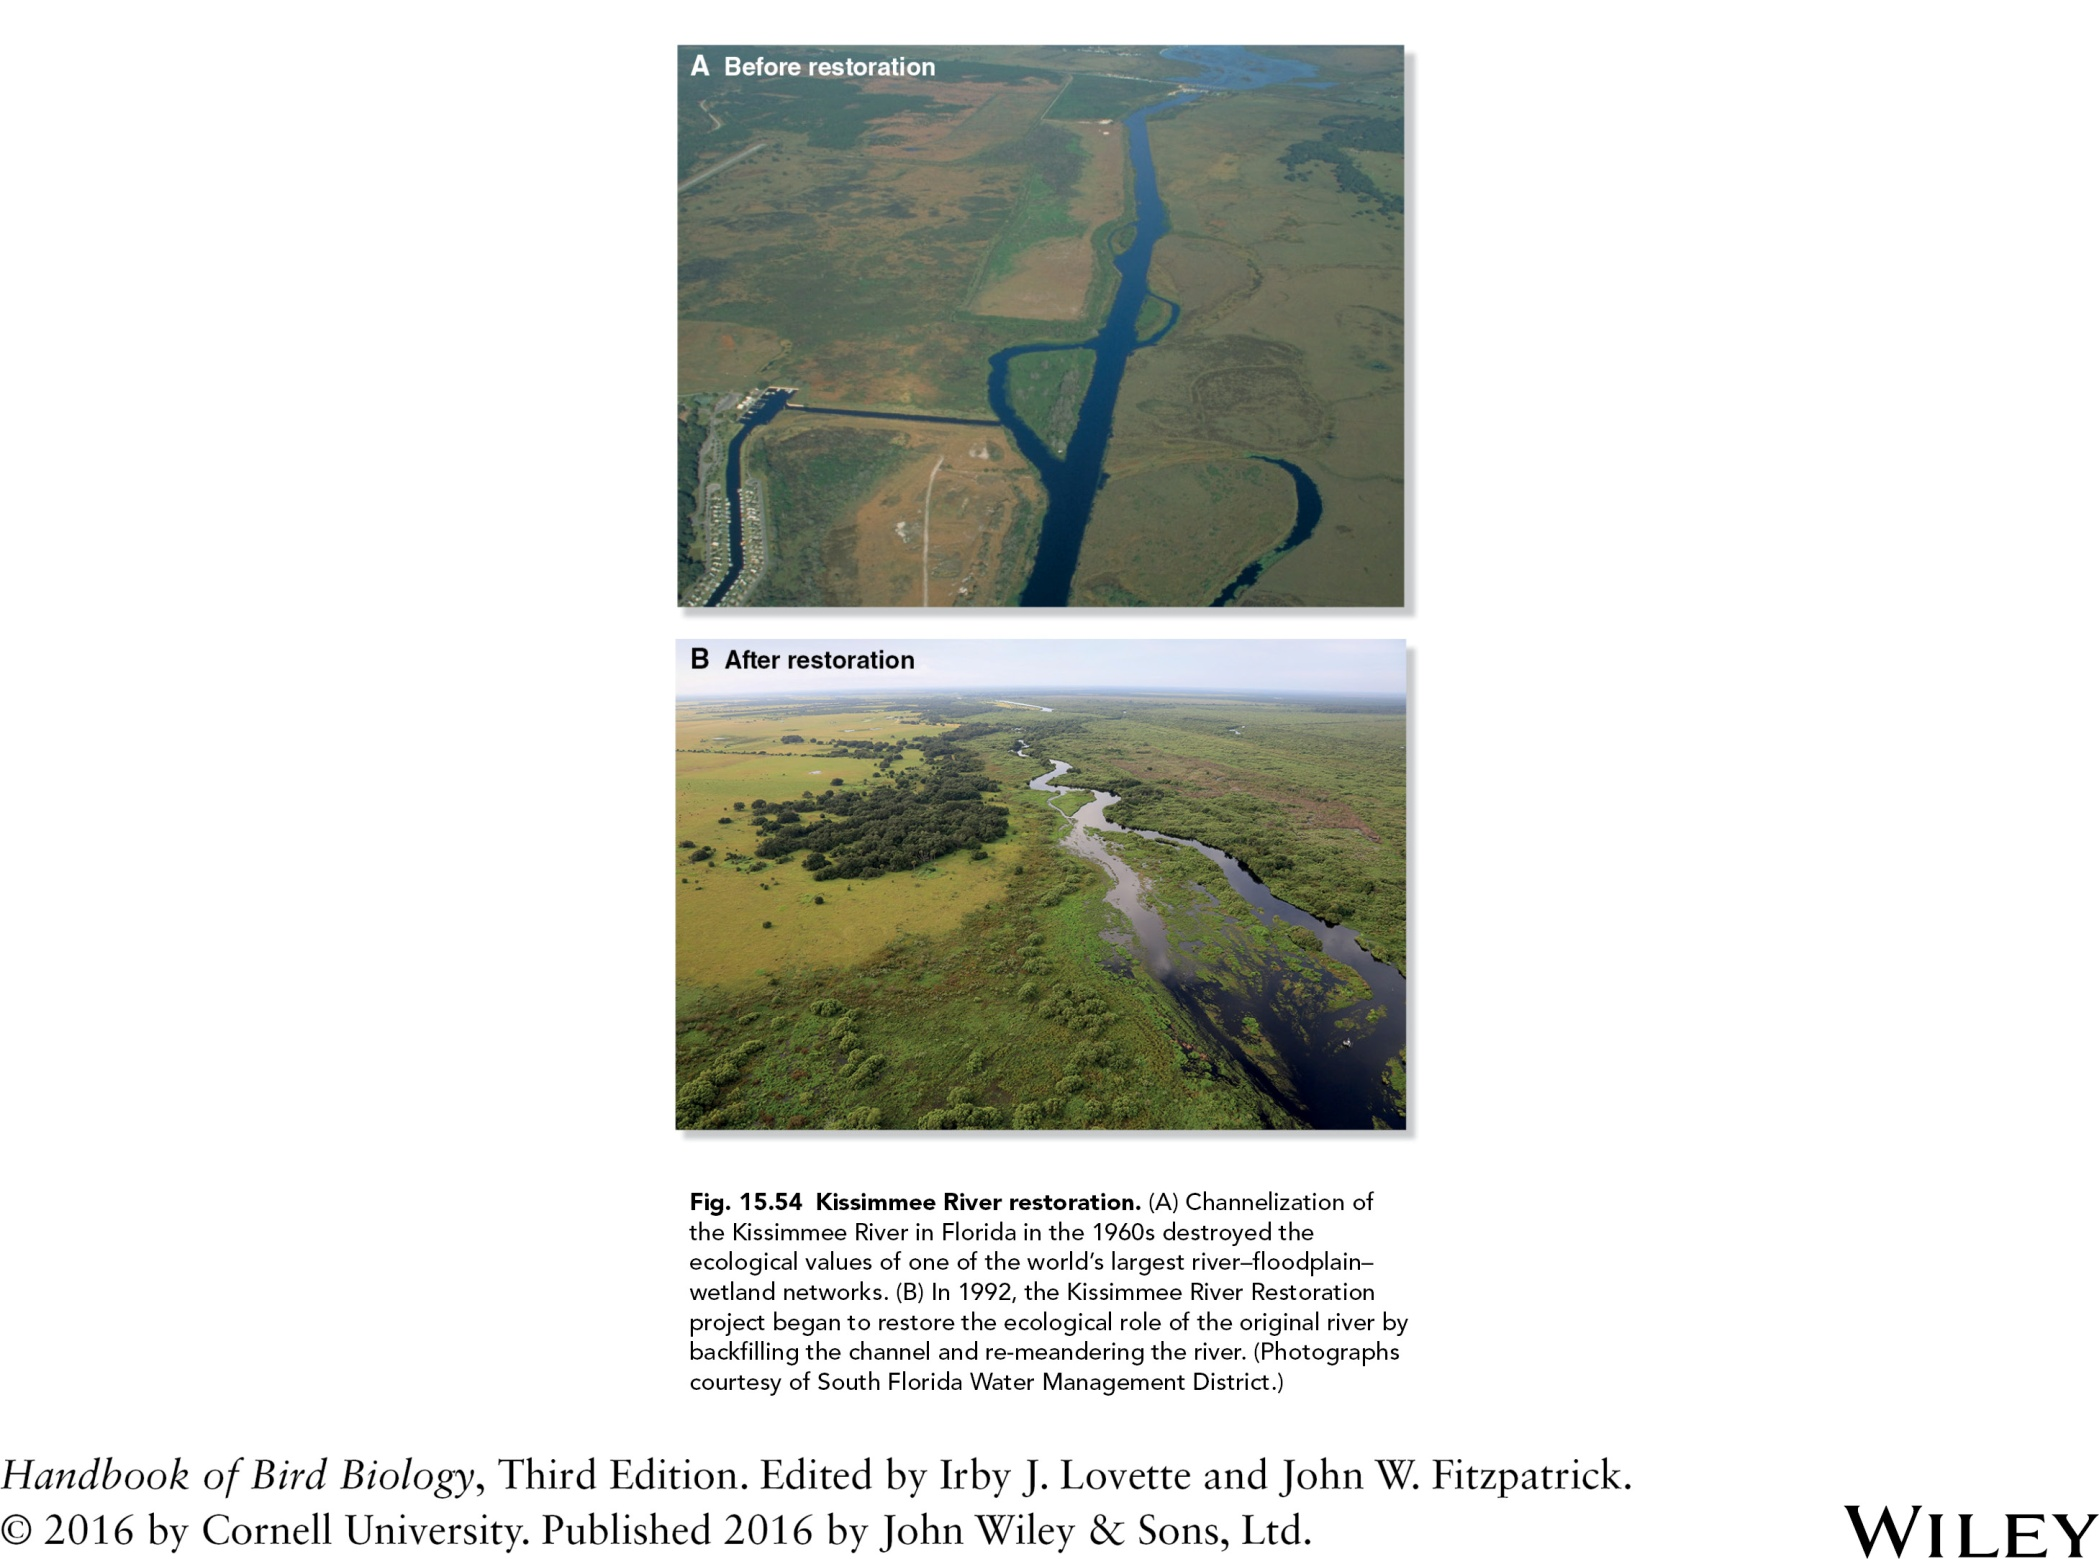 A Before restoration
B After restoration
Fig. 15.54 Kissimmee River restoration. (A) Channelization of
the Kissimmee River in Florida in the 1960s destroyed the
ecological values of one of the world’s largest river–floodplain–
wetland networks. (B) In 1992, the Kissimmee River Restoration
project began to restore the ecological role of the original river by
backfilling the channel and re-meandering the river. (Photographs
courtesy of South Florida Water Management District.)
Handbook of Bird Biology, Third Edition. Edited by Irby J. Lovette and John W. Fitzpatrick.
© 2016 by Cornell University. Published 2016 by John Wiley & Sons, Ltd.
WILEY